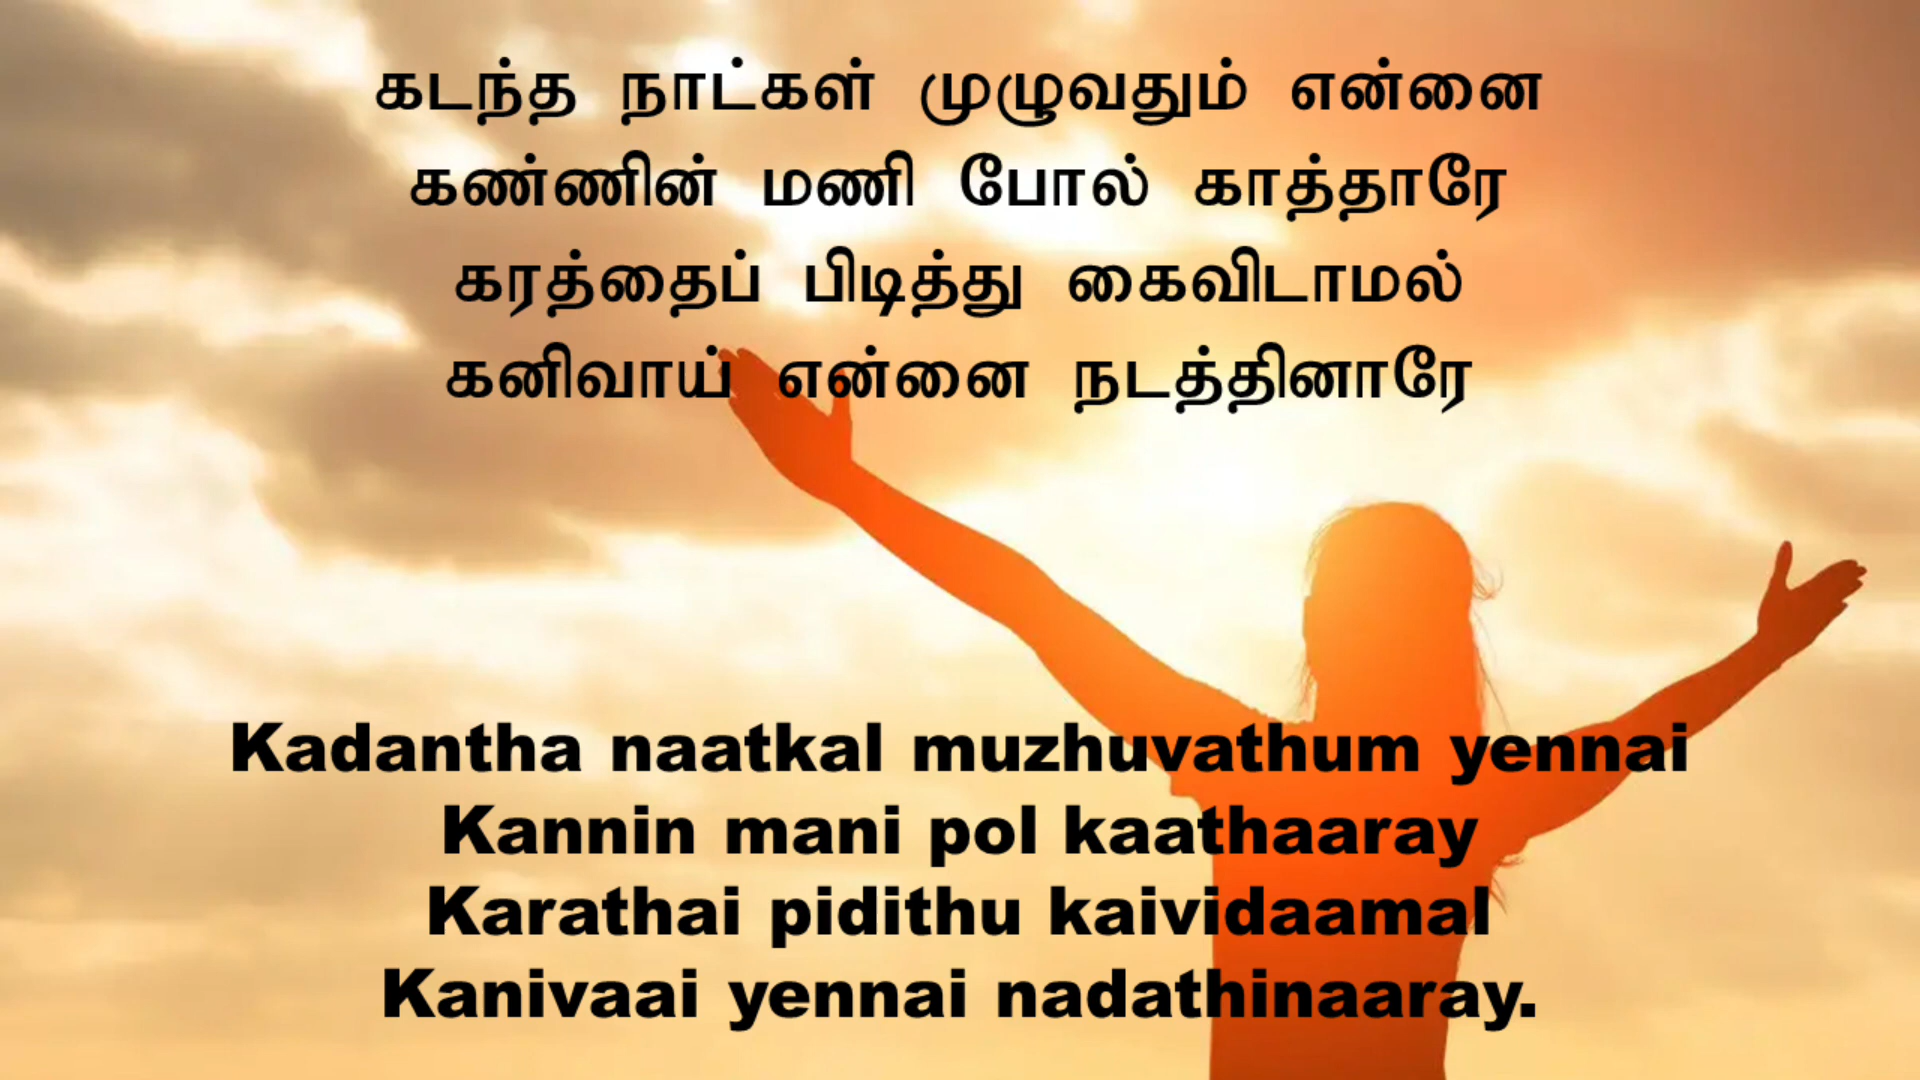 கடந்த நாட்கள் முழுவதும் என்னை
கண்ணின் மணி போல் காத்தாரே
கரத்தைப் பிடித்து கைவிடாமல்
கனிவாய் என்னை நடத்தினாரே
Kadantha naatkal muzhuvathum yennai
Kannin mani pol kaathaaray
Karathai pidithu kaividaamal
Kanivaai yennai nadathinaaray.